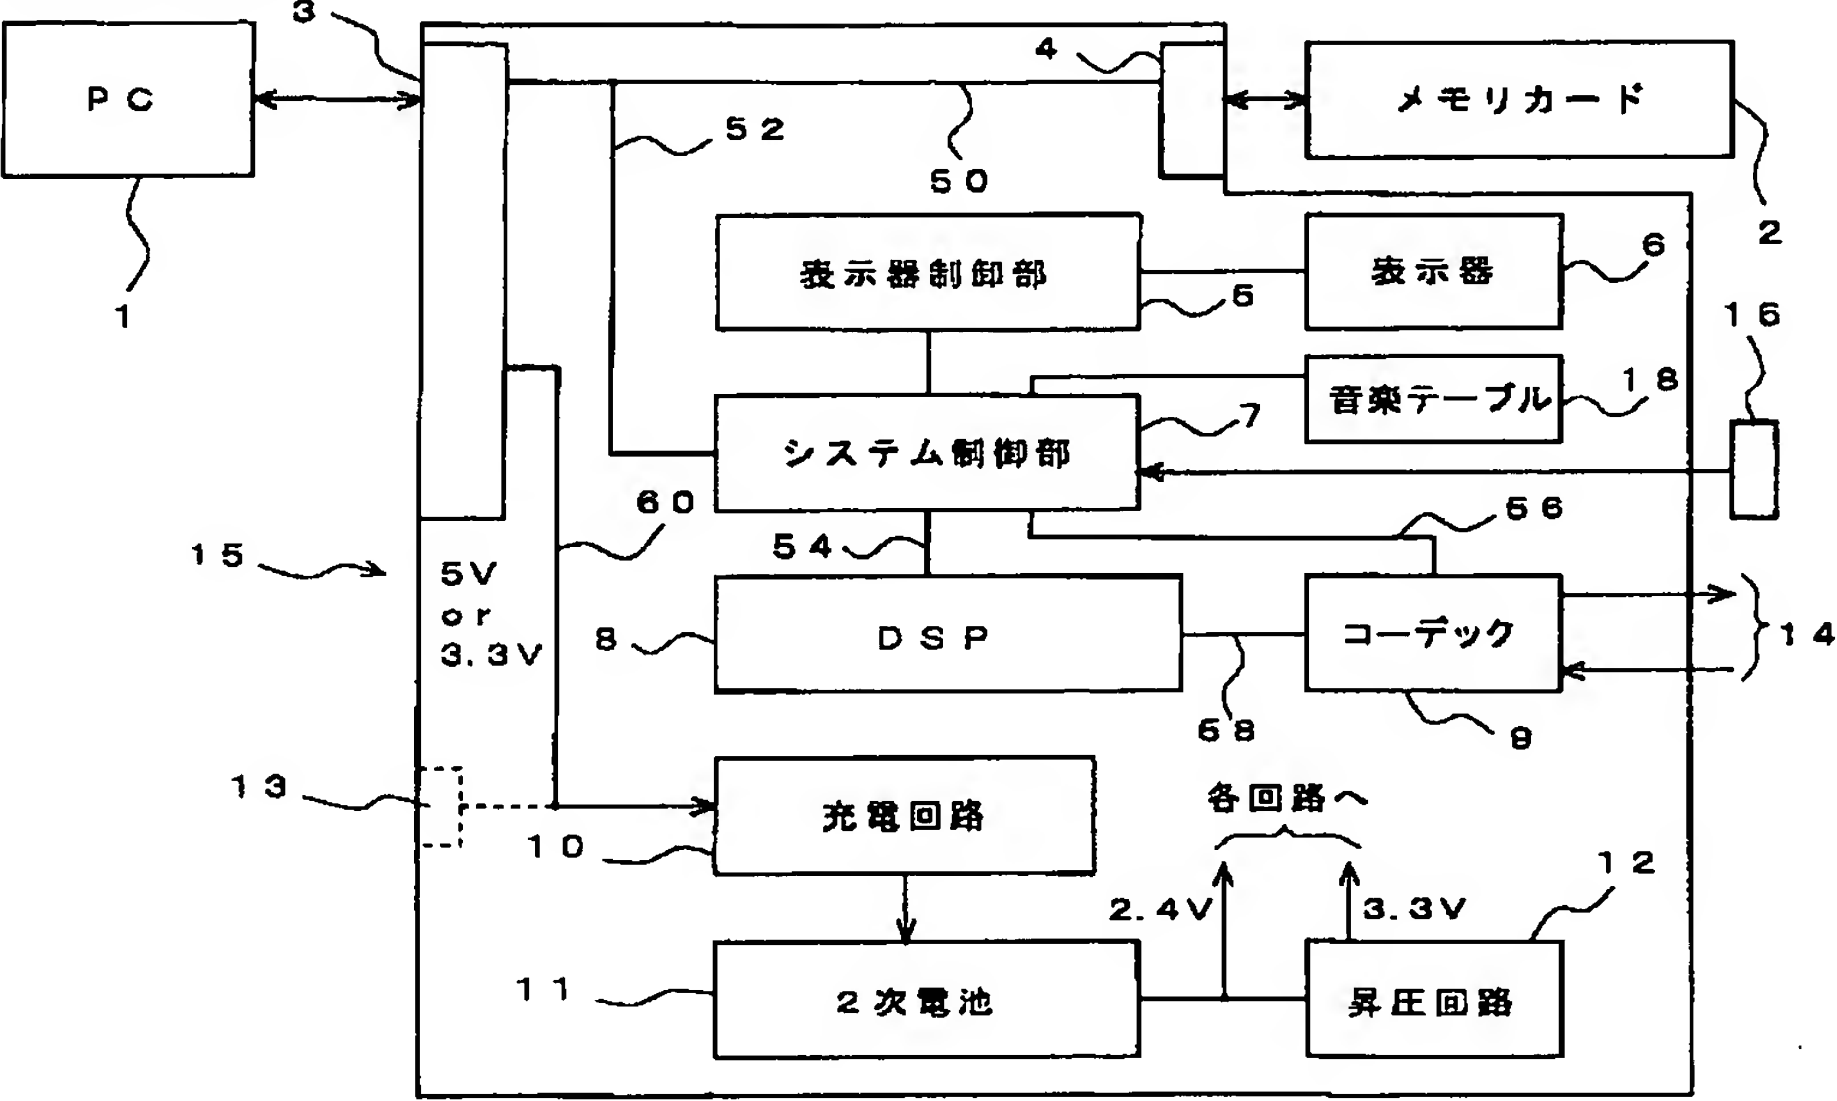 3
PC
4
メモリカード
52
50
1
2
表示器制御部
表示器
6
5
16
音楽テーブル
18
7
システム制御部
60
56
15
54
5V
or
3.3V
8
DSP
コーデック
14
58
9
13
充電回路
各回路へ
10
12
2.4V
3.3V
11
2次電池
昇圧回路